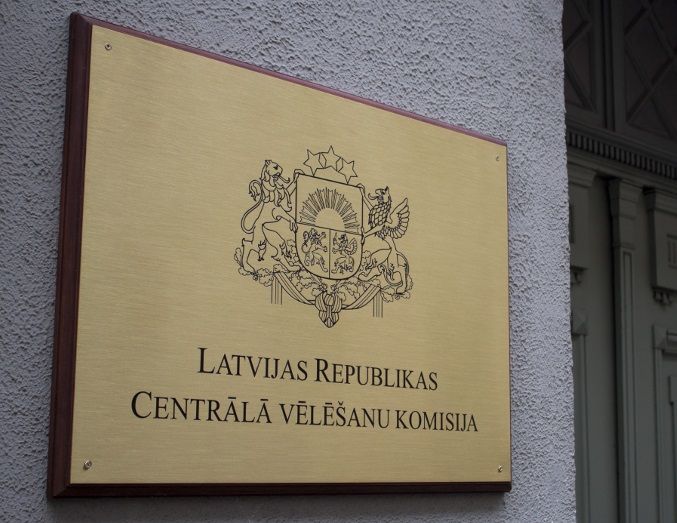 LATVIJAS REPUBLIKAS
CENTRĀLĀ VĒLĒŠANU KOMISIJA